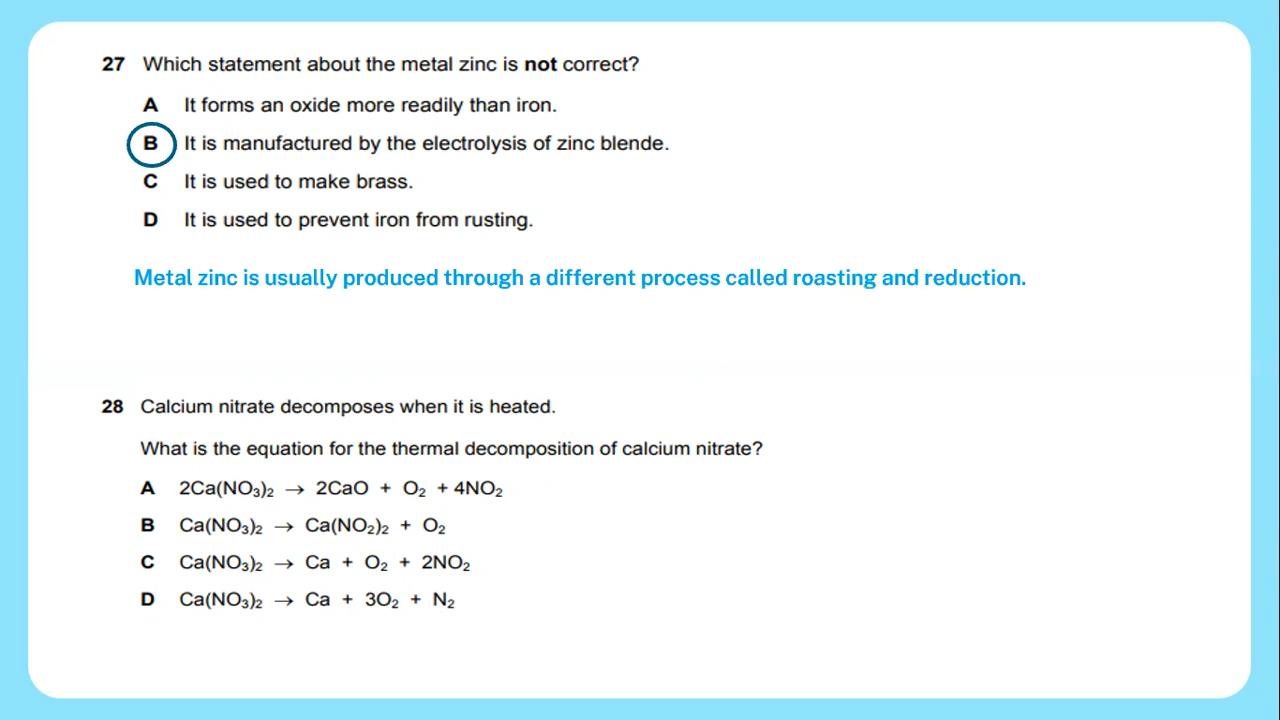 27 Which statement about the metal zinc is not correct?
A It forms an oxide more readily than iron.
B It is manufactured by the electrolysis of zinc blende.
C It is used to make brass.
D It is used to prevent iron from rusting.
Metal zinc is usually produced through a different process called roasting and reduction.
28 Calcium nitrate decomposes when it is heated.
What is the equation for the thermal decomposition of calcium nitrate?
A 2Ca(NO₃)₂ → 2CaO + O₂ + 4NO₂
B Ca(NO₃)₂ → Ca(NO₂)₂ + O₂
C Ca(NO₃)₂ → Ca + O₂ + 2NO₂
D Ca(NO₃)₂ → Ca + 3O₂ + N₂